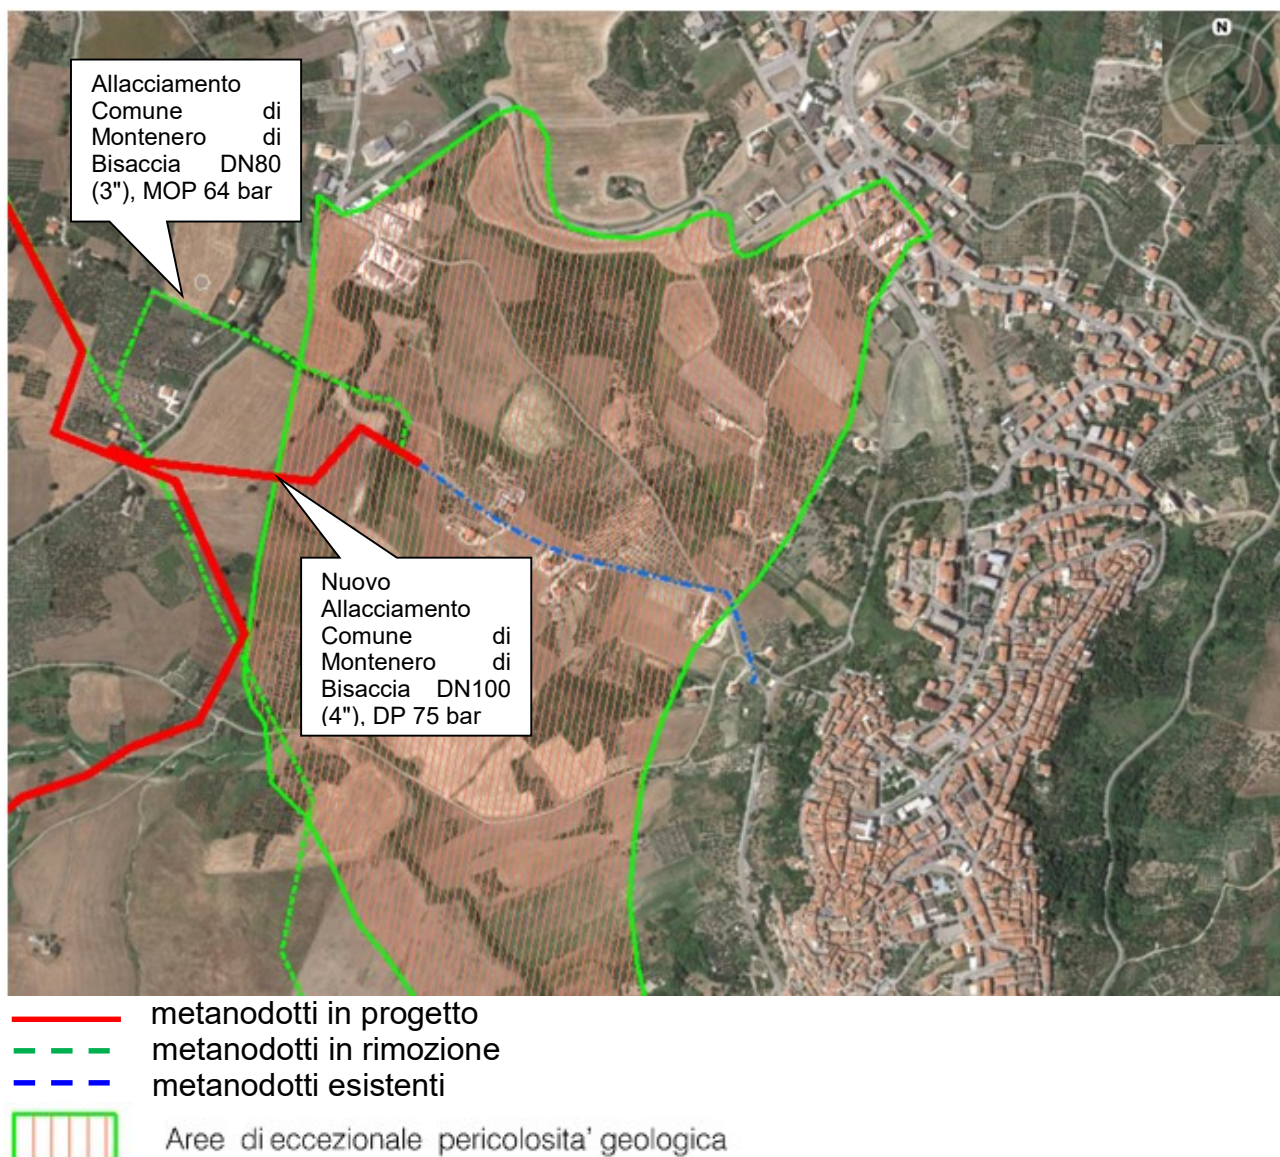 N
Allacciamento
Comune di
Montenero di
Bisaccia DN80
(3"), MOP 64 bar
Nuovo
Allacciamento
Comune di
Montenero di
Bisaccia DN100
(4"), DP 75 bar
metanodotti in progetto
metanodotti in rimozione
metanodotti esistenti
Aree di eccezionale pericolosita' geologica